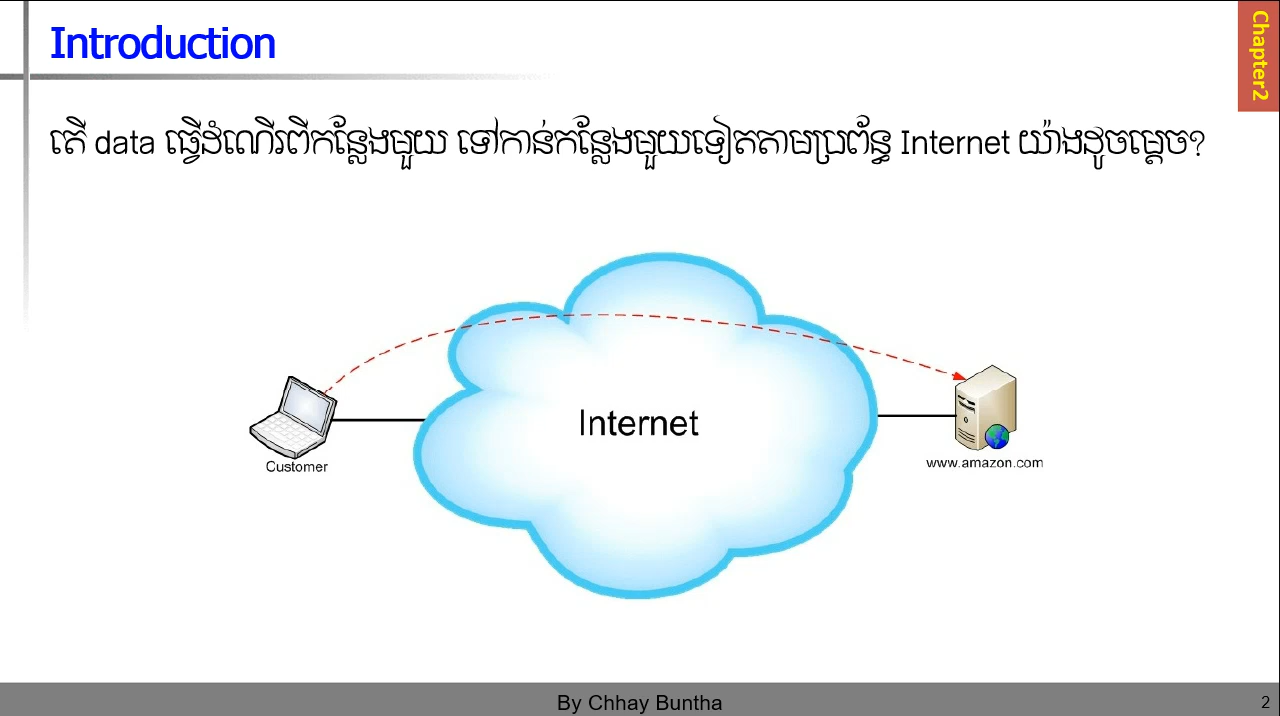 Introduction
Chapter2
តើ data ធ្វើដំណើរពីកន្លែងមួយ ទៅកាន់កន្លែងមួយទៀតតាមប្រព័ន្ធ Internet យ៉ាងដូចម្តេច?
Internet
Customer
www.amazon.com
By Chhay Buntha
2